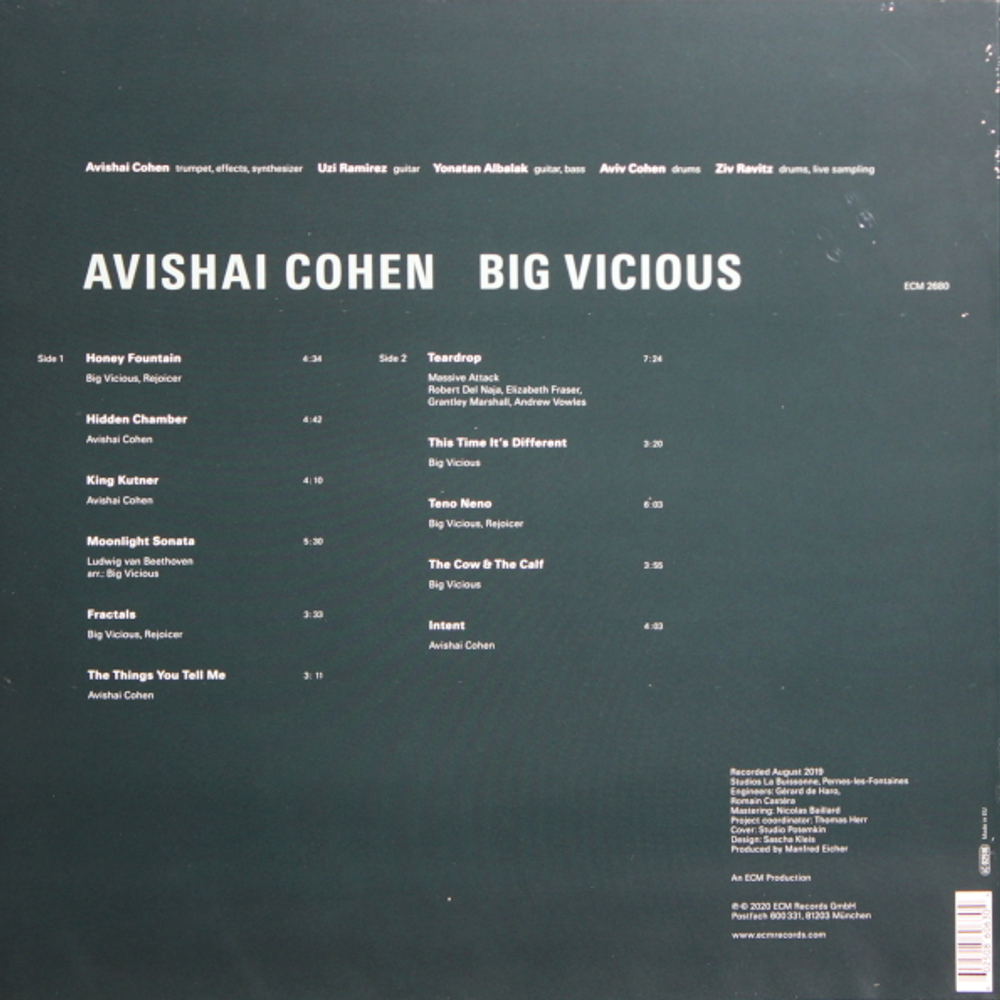 Avishai Cohen trumpet, effects, synthesizer Uzi Ramirez guitar Yonatan Albalak guitar, bass Aviv Cohen drums Ziv Ravitz drums, live sampling
AVISHAI COHEN BIG VICIOUS
ECM 2680
Side 1 Honey Fountain 4:34
Big Vicious, Rejoicer
Hidden Chamber 4:42
Avishai Cohen
King Kutner 4:10
Avishai Cohen
Moonlight Sonata 5:30
Ludwig van Beethoven
arr.: Big Vicious
Fractals 3:33
Big Vicious, Rejoicer
The Things You Tell Me 3:11
Avishai Cohen
Side 2 Teardrop 7:24
Massive Attack
Robert Del Naja, Elizabeth Fraser,
Grantley Marshall, Andrew Vowles
This Time It's Different 3:20
Big Vicious
Teno Neno 6:03
Big Vicious, Rejoicer
The Cow & The Calf 3:55
Big Vicious
Intent 4:03
Avishai Cohen
Recorded August 2019
Studios La Buissonne, Pernes-les-Fontaines
Engineers: Gérard de Haro,
Romain Castéra
Mastering: Nicolas Baillard
Project coordinator: Thomas Herr
Cover: Studio Potemkin
Design: Sascha Kleis
Produced by Manfred Eicher
An ECM Production
℗ © 2020 ECM Records GmbH
Postfach 600 331, 81203 München
www.ecmrecords.com
Made in EU